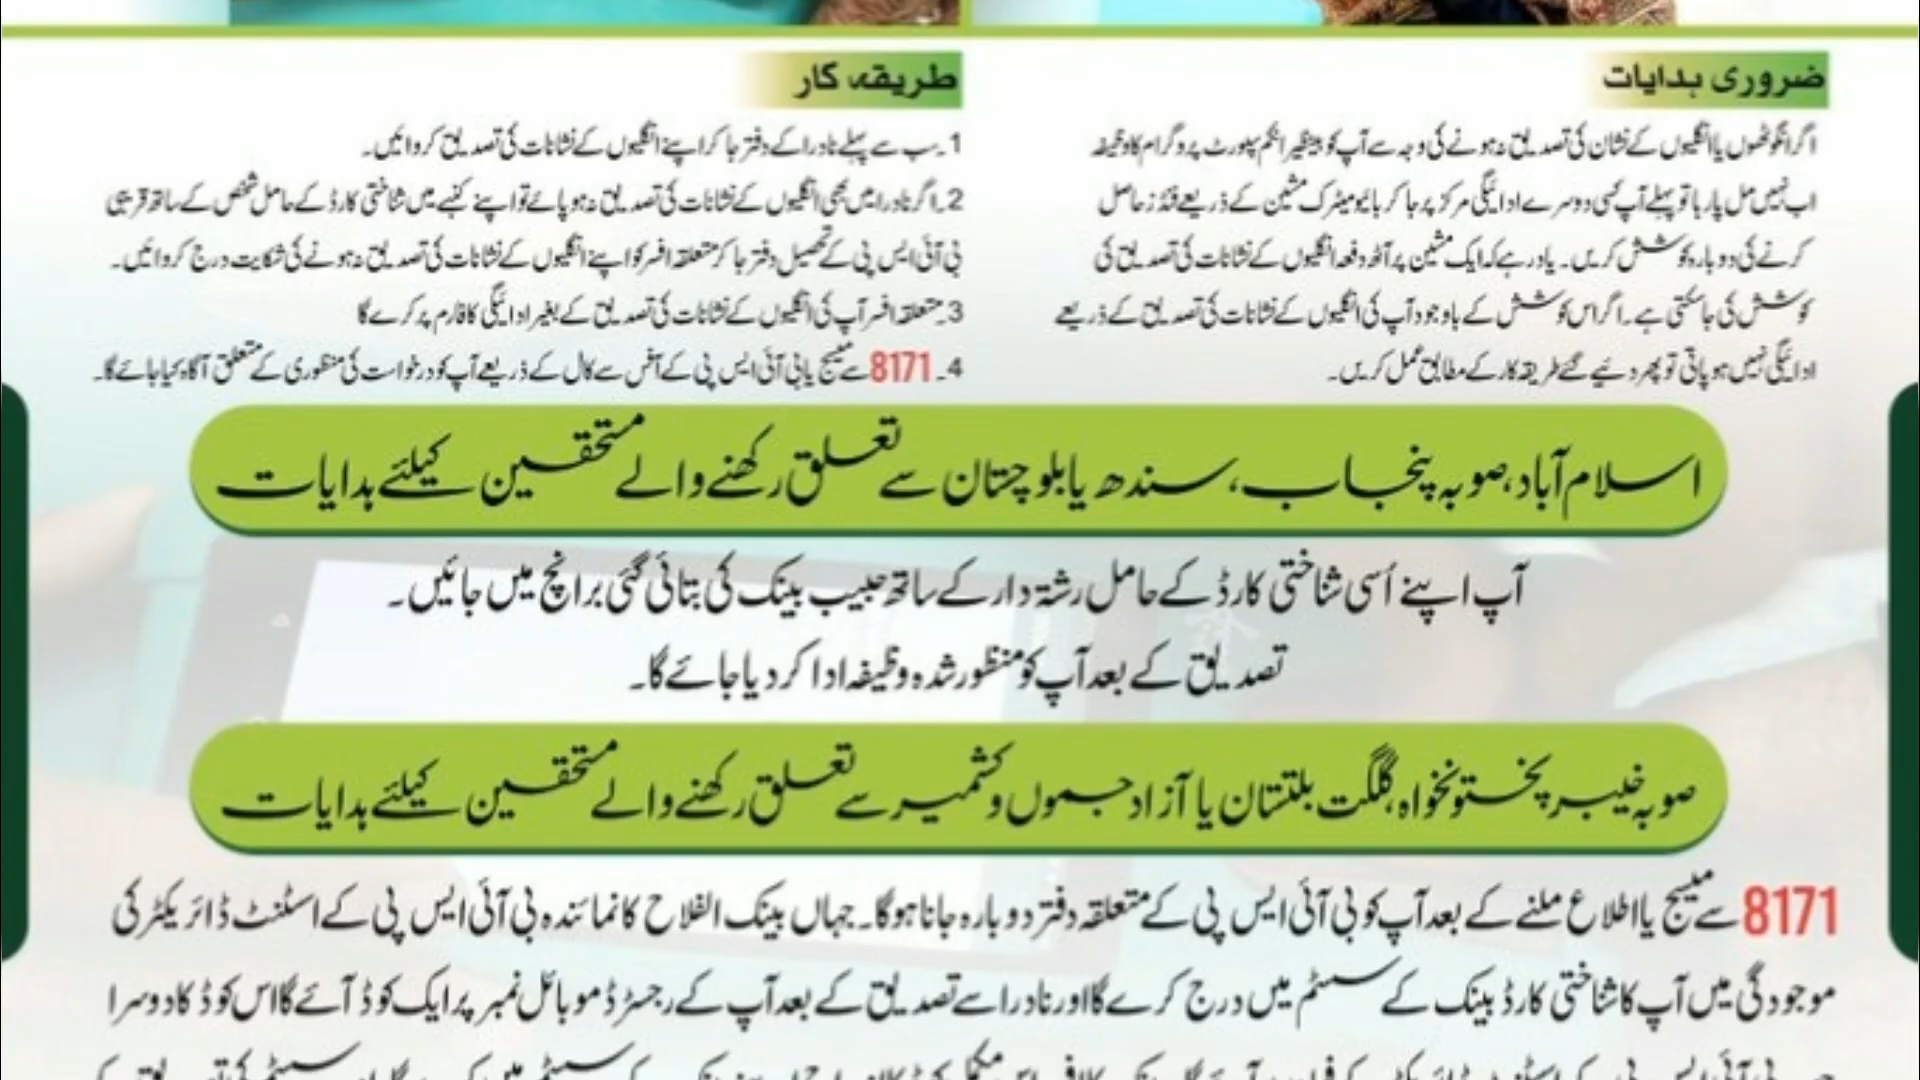 ضروری ہدایات
اگر انگوٹھوں یا انگلیوں کے نشان کی تصدیق نہ ہونے کی وجہ سے آپ کو بینظیر انکم سپورٹ پروگرام کا وظیفہ
اب نہیں مل پا رہا تو پہلے آپ کسی دوسرے ادائیگی مرکز پر جا کر بائیومیٹرک مشین کے ذریعے فنڈز حاصل
کرنے کی دوبارہ کوشش کریں۔ یاد رہے کہ ایک مشین پر آٹھ دفعہ انگلیوں کے نشانات کی تصدیق کی
کوشش کی جا سکتی ہے۔ اگر اس کوشش کے باوجود آپ کی انگلیوں کے نشانات کی تصدیق کے ذریعے
ادائیگی نہیں ہو پاتی تو پھر دئیے گئے طریقہ کار کے مطابق عمل کریں۔
طریقہ کار
1۔ سب سے پہلے نادرا کے دفتر جا کر اپنے انگلیوں کے نشانات کی تصدیق کروائیں۔
2۔ اگر نادرا میں بھی انگلیوں کے نشانات کی تصدیق نہ ہو پائے تو اپنے کنبے میں شناختی کارڈ کے حامل شخص کے ساتھ قریبی
بی آئی ایس پی کے تحصیل دفتر جا کر متعلقہ افسر کو اپنے انگلیوں کے نشانات کی تصدیق نہ ہونے کی شکایت درج کروائیں۔
3۔ متعلقہ افسر آپ کی انگلیوں کے نشانات کی تصدیق کے بغیر ادائیگی کا فارم پر کرے گا
4۔ 8171 سے میسج یا بی آئی ایس پی کے آفس سے کال کے ذریعے آپ کو درخواست کی منظوری کے متعلق آگاہ کیا جائے گا۔
اسلام آباد، صوبہ پنجاب، سندھ یا بلوچستان سے تعلق رکھنے والے مستحقین کیلئے ہدایات
آپ اپنے اُسی شناختی کارڈ کے حامل رشتہ دار کے ساتھ حبیب بینک کی بتائی گئی برانچ میں جائیں۔
تصدیق کے بعد آپ کو منظور شدہ وظیفہ ادا کر دیا جائے گا۔
صوبہ خیبر پختونخواہ، گلگت بلتستان یا آزاد جموں و کشمیر سے تعلق رکھنے والے مستحقین کیلئے ہدایات
8171 سے میسج یا اطلاع ملنے کے بعد آپ کو بی آئی ایس پی کے متعلقہ دفتر دوبارہ جانا ہو گا۔ جہاں بینک الفلاح کا نمائندہ بی آئی ایس پی کے اسٹنٹ ڈائریکٹر کی
موجودگی میں آپ کا شناختی کارڈ بینک کے سسٹم میں درج کرے گا اور نادرا سے تصدیق کے بعد آپ کے رجسٹرڈ موبائل نمبر پر ایک کوڈ آئے گا اس کوڈ کا دوسرا